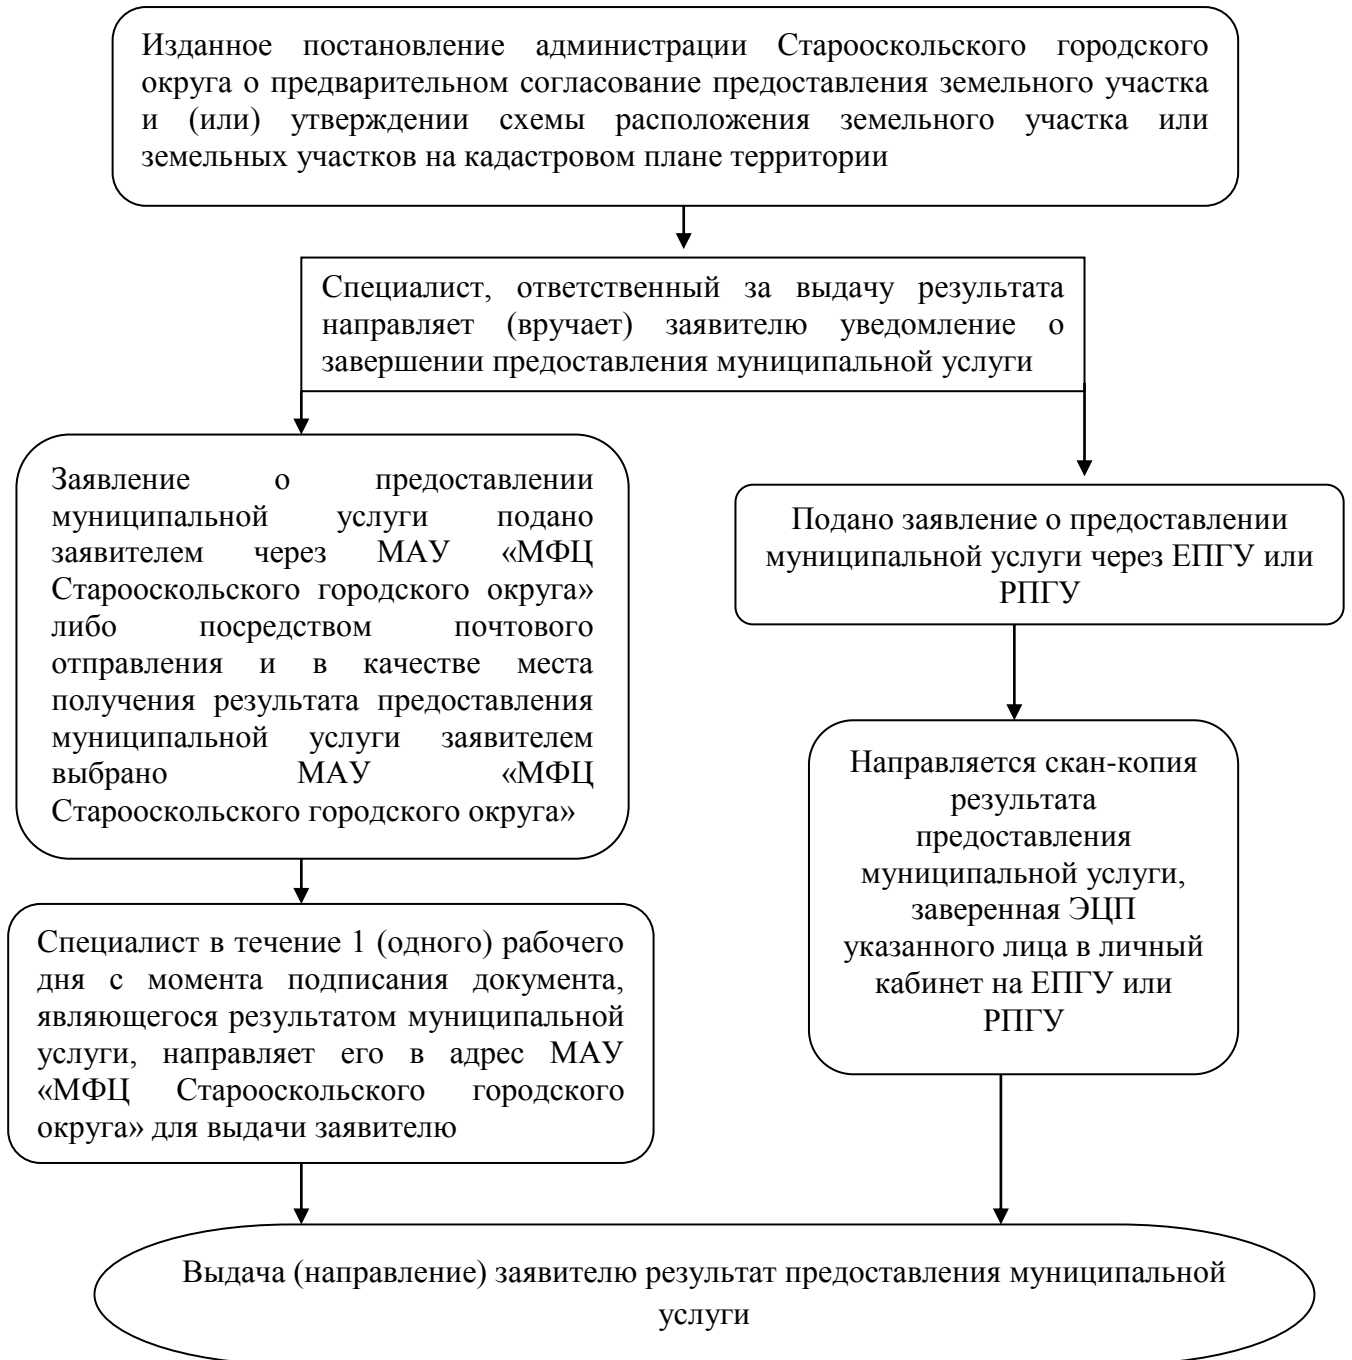 Изданное постановление администрации Старооскольского городского
округа о предварительном согласование предоставления земельного участка
и (или) утверждении схемы расположения земельного участка или
земельных участков на кадастровом плане территории
Специалист, ответственный за выдачу результата
направляет (вручает) заявителю уведомление о
завершении предоставления муниципальной услуги
Заявление о предоставлении
муниципальной услуги подано
заявителем через МАУ «МФЦ
Старооскольского городского округа»
либо посредством почтового
отправления и в качестве места
получения результата предоставления
муниципальной услуги заявителем
выбрано МАУ «МФЦ
Старооскольского городского округа»
Подано заявление о предоставлении
муниципальной услуги через ЕПГУ или
РПГУ
Направляется скан-копия
результата
предоставления
муниципальной услуги,
заверенная ЭЦП
указанного лица в личный
кабинет на ЕПГУ или
РПГУ
Специалист в течение 1 (одного) рабочего
дня с момента подписания документа,
являющегося результатом муниципальной
услуги, направляет его в адрес МАУ
«МФЦ Старооскольского городского
округа» для выдачи заявителю
Выдача (направление) заявителю результат предоставления муниципальной
услуги